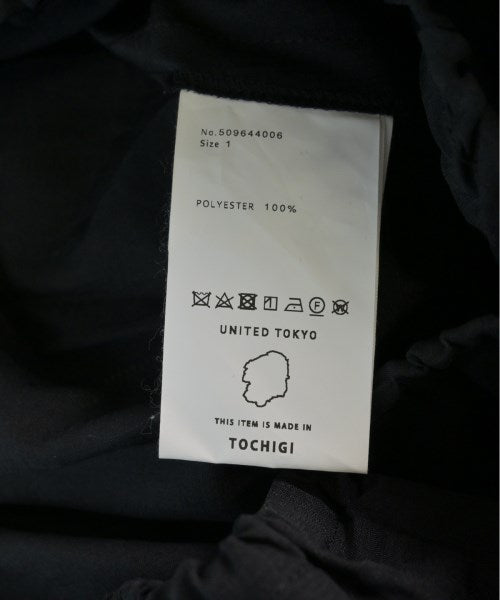 No.509644006
Size 1
POLYESTER 100%
F
UNITED TOKYO
THIS ITEM IS MADE IN
TOCHIGI